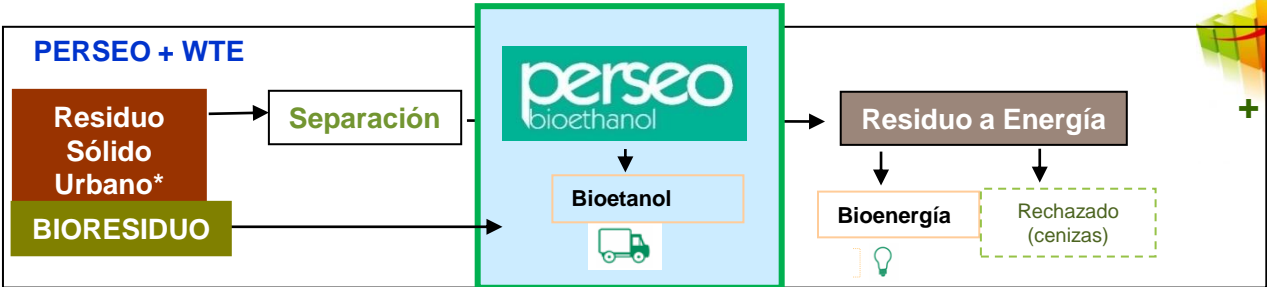 PERSEO + WTE
Residuo
Sólido
Urbano*
BIORESIDUO
Separación
perseo
bioethanol
Bioetanol
Residuo a Energía
Bioenergía
Rechazado
(cenizas)
+